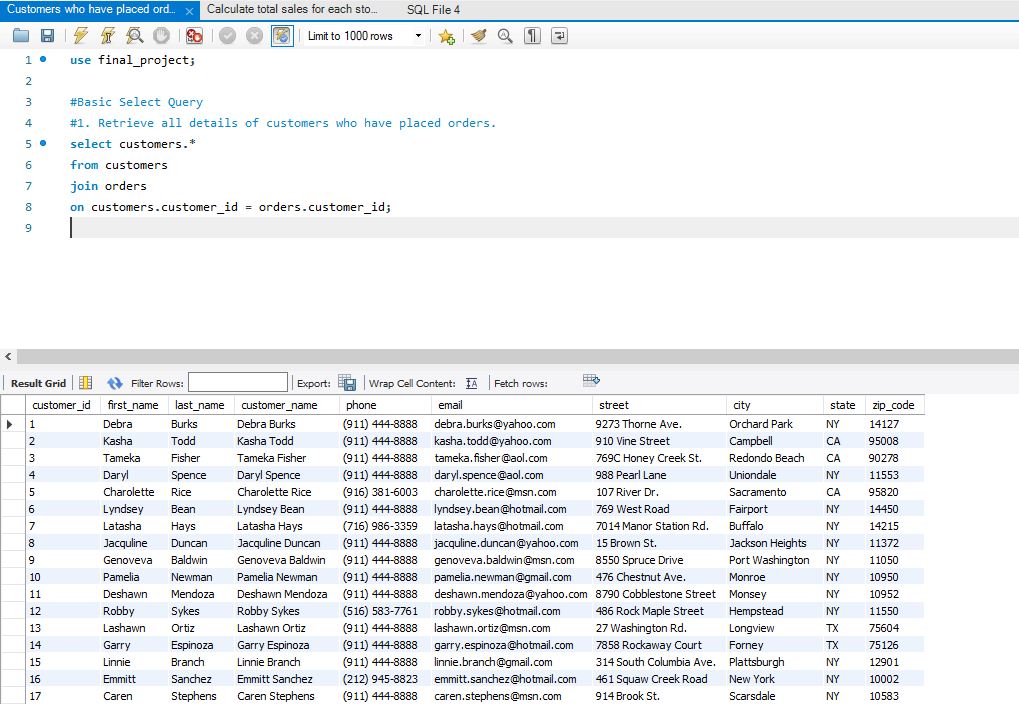 Customers who have placed ord... × Calculate total sales for each sto... SQL File 4
Limit to 1000 rows
1 use final_project;
2
3 #Basic Select Query
4 #1. Retrieve all details of customers who have placed orders.
5 select customers.*
6 from customers
7 join orders
8 on customers.customer_id = orders.customer_id;
9
Result Grid Filter Rows: Export: Wrap Cell Content: Fetch rows:
customer_id first_name last_name customer_name phone email street city state zip_code
1 Debra Burks Debra Burks (911) 444-8888 debra.burks@yahoo.com 9273 Thorne Ave. Orchard Park NY 14127
2 Kasha Todd Kasha Todd (911) 444-8888 kasha.todd@yahoo.com 910 Vine Street Campbell CA 95008
3 Tameka Fisher Tameka Fisher (911) 444-8888 tameka.fisher@aol.com 769C Honey Creek St. Redondo Beach CA 90278
4 Daryl Spence Daryl Spence (911) 444-8888 daryl.spence@aol.com 988 Pearl Lane Uniondale NY 11553
5 Charolette Rice Charolette Rice (916) 381-6003 charolette.rice@msn.com 107 River Dr. Sacramento CA 95820
6 Lyndsey Bean Lyndsey Bean (911) 444-8888 lyndsey.bean@hotmail.com 769 West Road Fairport NY 14450
7 Latasha Hays Latasha Hays (716) 986-3359 latasha.hays@hotmail.com 7014 Manor Station Rd. Buffalo NY 14215
8 Jacquline Duncan Jacquline Duncan (911) 444-8888 jacquline.duncan@yahoo.com 15 Brown St. Jackson Heights NY 11372
9 Genoveva Baldwin Genoveva Baldwin (911) 444-8888 genoveva.baldwin@msn.com 8550 Spruce Drive Port Washington NY 11050
10 Pamelia Newman Pamelia Newman (911) 444-8888 pamelia.newman@gmail.com 476 Chestnut Ave. Monroe NY 10950
11 Deshawn Mendoza Deshawn Mendoza (911) 444-8888 deshawn.mendoza@yahoo.com 8790 Cobblestone Street Monsey NY 10952
12 Robby Sykes Robby Sykes (516) 583-7761 robby.sykes@hotmail.com 486 Rock Maple Street Hempstead NY 11550
13 Lashawn Ortiz Lashawn Ortiz (911) 444-8888 lashawn.ortiz@msn.com 27 Washington Rd. Longview TX 75604
14 Garry Espinoza Garry Espinoza (911) 444-8888 garry.espinoza@hotmail.com 7858 Rockaway Court Forney TX 75126
15 Linnie Branch Linnie Branch (911) 444-8888 linnie.branch@gmail.com 314 South Columbia Ave. Plattsburgh NY 12901
16 Emmitt Sanchez Emmitt Sanchez (212) 945-8823 emmitt.sanchez@hotmail.com 461 Squaw Creek Road New York NY 10002
17 Caren Stephens Caren Stephens (911) 444-8888 caren.stephens@msn.com 914 Brook St. Scarsdale NY 10583